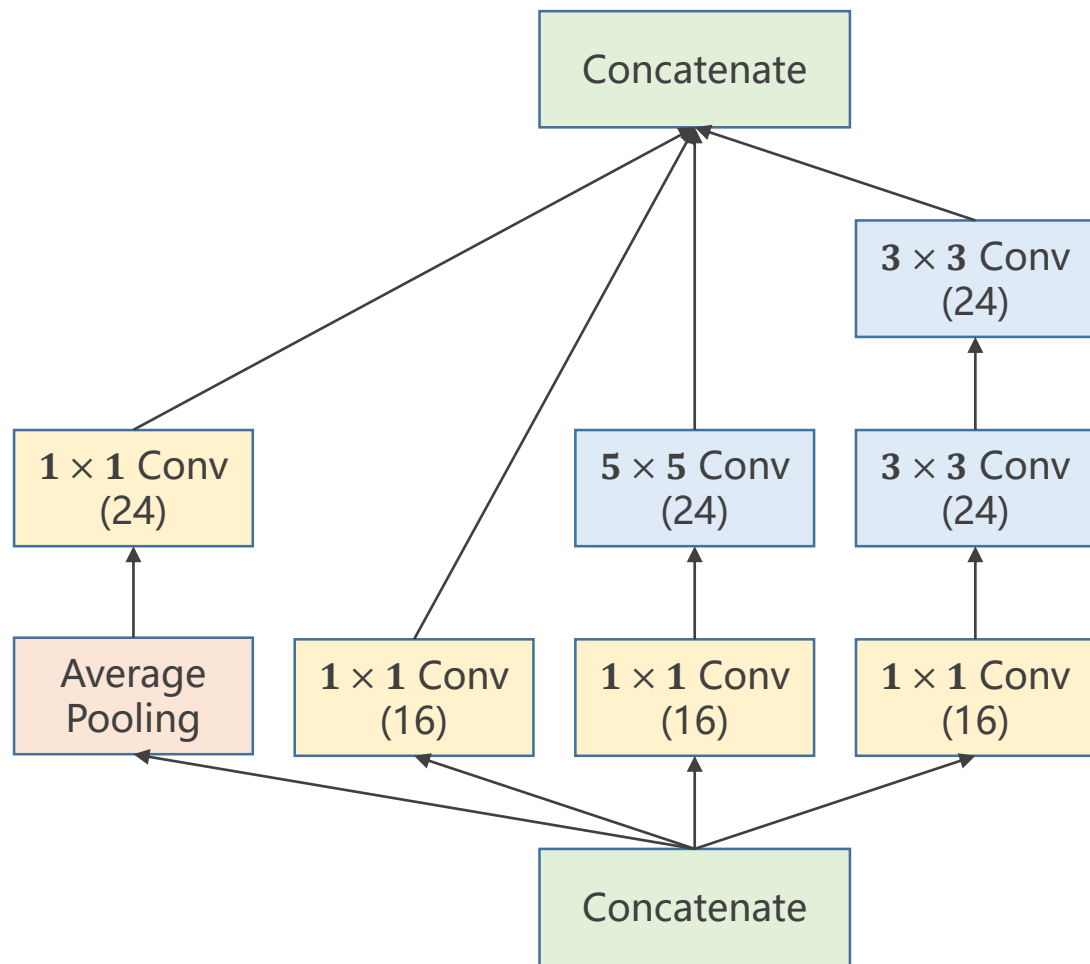 Concatenate
3 × 3 Conv
(24)
1 × 1 Conv
(24)
5 × 5 Conv
(24)
3 × 3 Conv
(24)
Average
Pooling
1 × 1 Conv
(16)
1 × 1 Conv
(16)
1 × 1 Conv
(16)
Concatenate